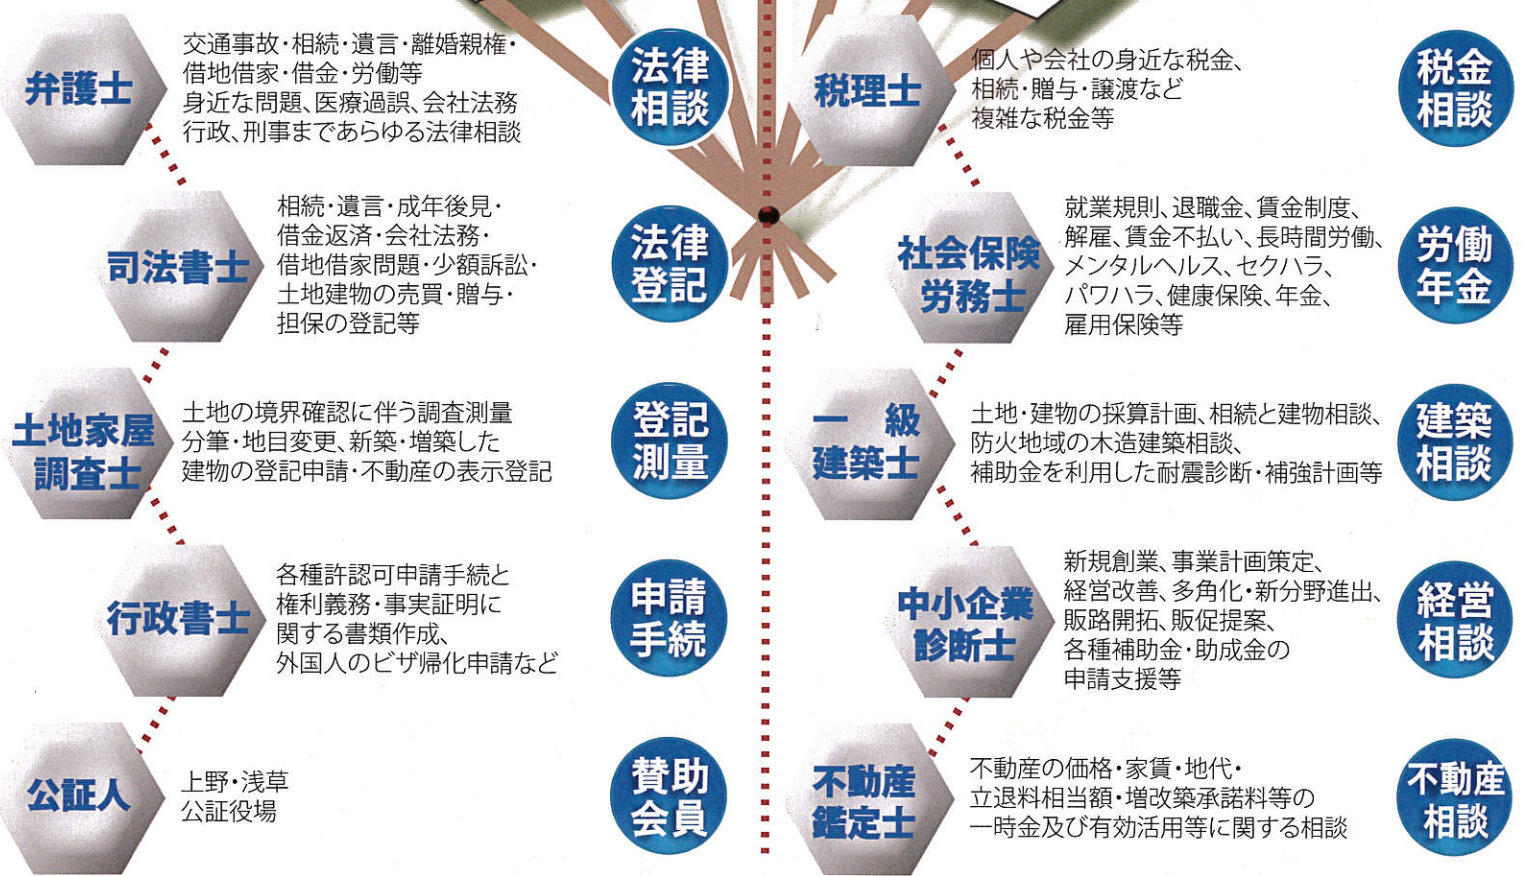 弁護士
交通事故・相続・遺言・離婚親権・
借地借家・借金・労働等
身近な問題、医療過誤、会社法務
行政、刑事まであらゆる法律相談
法律
相談
司法書士
相続・遺言・成年後見・
借金返済・会社法務・
借地借家問題・少額訴訟・
土地建物の売買・贈与・
担保の登記等
法律
登記
土地家屋
調査士
土地の境界確認に伴う調査測量
分筆・地目変更、新築・増築した
建物の登記申請・不動産の表示登記
登記
測量
行政書士
各種許認可申請手続と
権利義務・事実証明に
関する書類作成、
外国人のビザ帰化申請など
申請
手続
公証人
上野・浅草
公証役場
賛助
会員
税理士
個人や会社の身近な税金、
相続・贈与・譲渡など
複雑な税金等
税金
相談
社会保険
労務士
就業規則、退職金、賃金制度、
解雇、賃金不払い、長時間労働、
メンタルヘルス、セクハラ、
パワハラ、健康保険、年金、
雇用保険等
労働
年金
一　級
建築士
土地・建物の採算計画、相続と建物相談、
防火地域の木造建築相談、
補助金を利用した耐震診断・補強計画等
建築
相談
中小企業
診断士
新規創業、事業計画策定、
経営改善、多角化・新分野進出、
販路開拓、販促提案、
各種補助金・助成金の
申請支援等
経営
相談
不動産
鑑定士
不動産の価格・家賃・地代・
立退料相当額・増改築承諾料等の
一時金及び有効活用等に関する相談
不動産
相談